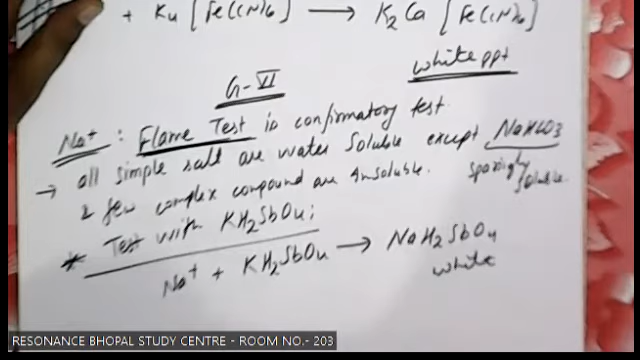 + K4 [Fe(CN)6] → K2Ca [Fe(CN)6]
white ppt
G-VI
Na+ : Flame Test is confirmatory test.
→ all simple salt are water soluble except NaHCO3
sparingly soluble.
& few complex compound are insoluble.
* Test with KH2SbO4;
Na+ + KH2SbO4 → NaH2SbO4
white
RESONANCE BHOPAL STUDY CENTRE - ROOM NO.- 203